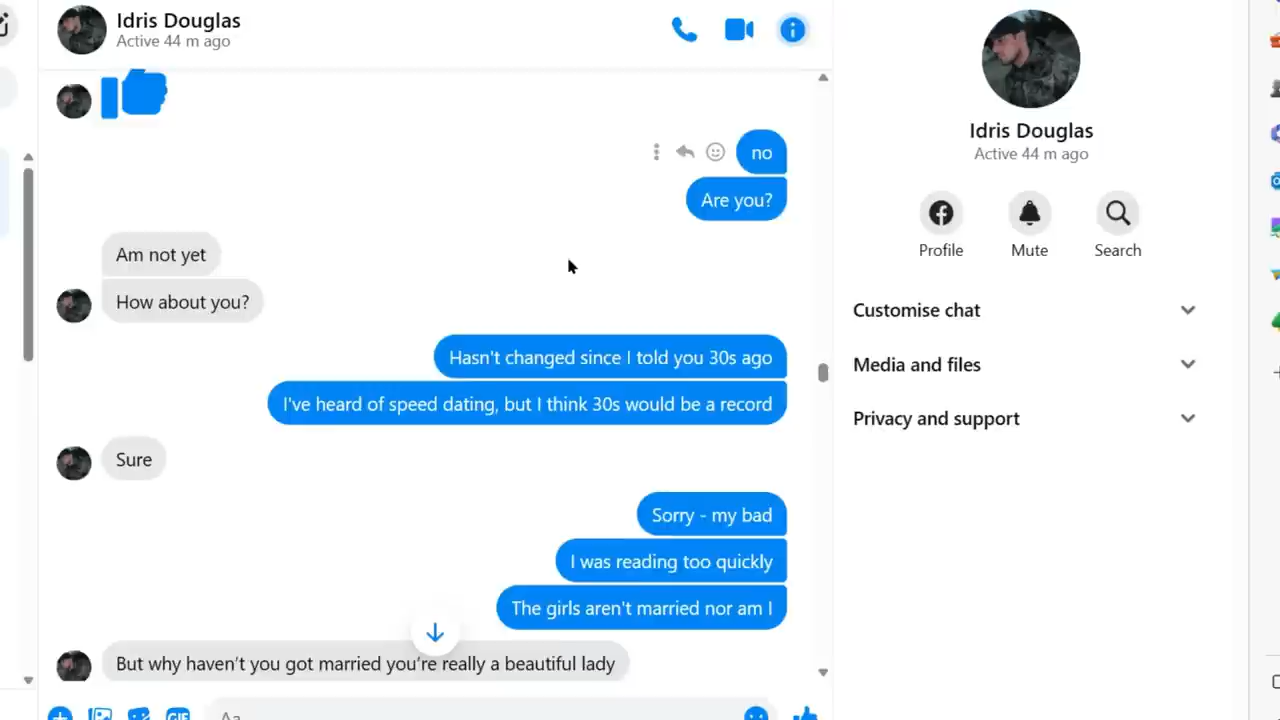 Idris Douglas
Active 44 m ago
no
Are you?
Am not yet
How about you?
Hasn't changed since I told you 30s ago
I've heard of speed dating, but I think 30s would be a record
Sure
Sorry - my bad
I was reading too quickly
The girls aren't married nor am I
But why haven't you got married you're really a beautiful lady
GIF
Aa
Idris Douglas
Active 44 m ago
Profile
Mute
Search
Customise chat
Media and files
Privacy and support